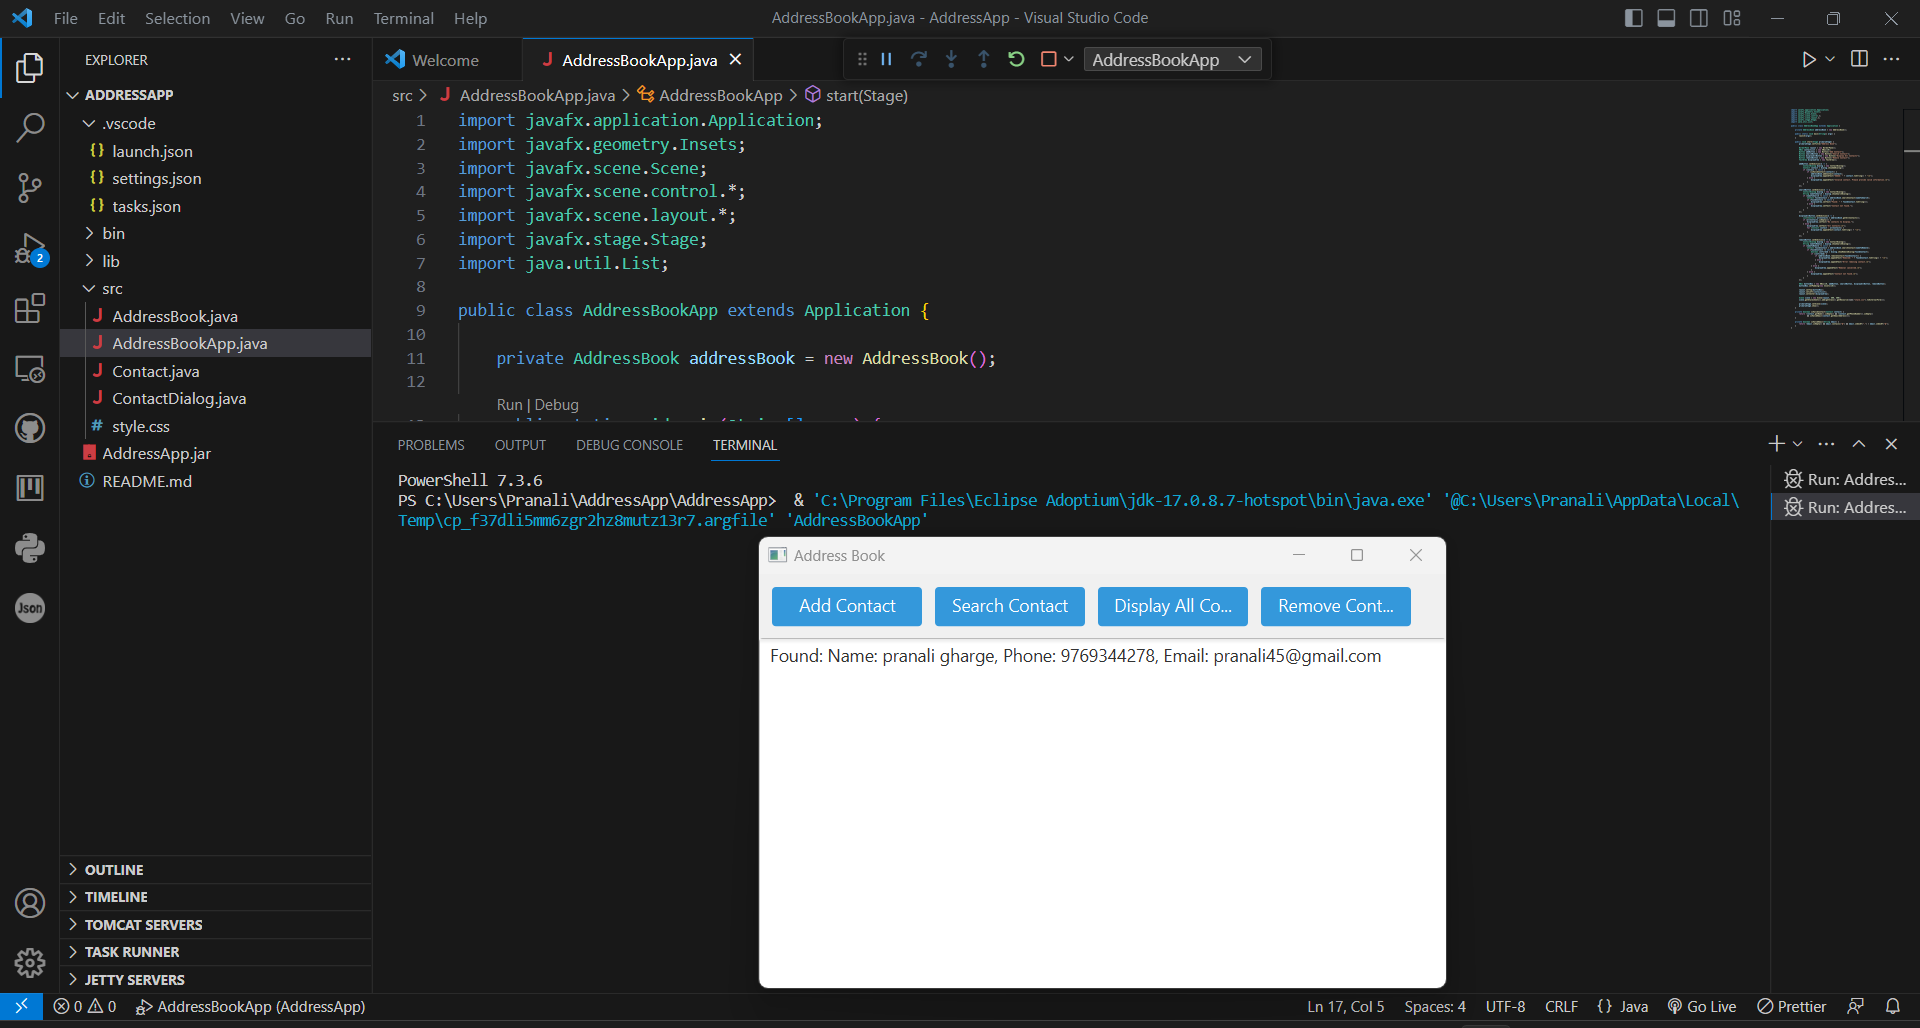 File Edit Selection View Go Run Terminal Help
AddressBookApp.java - AddressApp - Visual Studio Code
EXPLORER
ADDRESSAPP
.vscode
{} launch.json
{} settings.json
{} tasks.json
bin
lib
src
J AddressBook.java
J AddressBookApp.java
J Contact.java
J ContactDialog.java
# style.css
AddressApp.jar
README.md
OUTLINE
TIMELINE
TOMCAT SERVERS
TASK RUNNER
JETTY SERVERS
2
Json
Welcome
J AddressBookApp.java
AddressBookApp
src > J AddressBookApp.java > AddressBookApp > start(Stage)
1 import javafx.application.Application;
2 import javafx.geometry.Insets;
3 import javafx.scene.Scene;
4 import javafx.scene.control.*;
5 import javafx.scene.layout.*;
6 import javafx.stage.Stage;
7 import java.util.List;
8
9 public class AddressBookApp extends Application {
10
11 private AddressBook addressBook = new AddressBook();
12
Run | Debug
PROBLEMS OUTPUT DEBUG CONSOLE TERMINAL
PowerShell 7.3.6
PS C:\Users\Pranali\AddressApp\AddressApp> & 'C:\Program Files\Eclipse Adoptium\jdk-17.0.8.7-hotspot\bin\java.exe' '@C:\Users\Pranali\AppData\Local\
Temp\cp_f37dli5mm6zgr2hz8mutz13r7.argfile' 'AddressBookApp'
Run: Addres...
Run: Addres...
Address Book
Add Contact Search Contact Display All Co... Remove Cont...
Found: Name: pranali gharge, Phone: 9769344278, Email: pranali45@gmail.com
0 0 AddressBookApp (AddressApp)
Ln 17, Col 5 Spaces: 4 UTF-8 CRLF {} Java Go Live Prettier